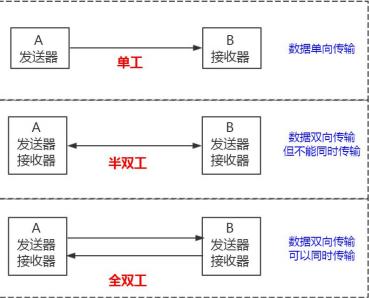 A
发送器
B
接收器
单工
数据单向传输
A
发送器
接收器
B
发送器
接收器
半双工
数据双向传输
但不能同时传输
A
发送器
接收器
B
发送器
接收器
全双工
数据双向传输
可以同时传输